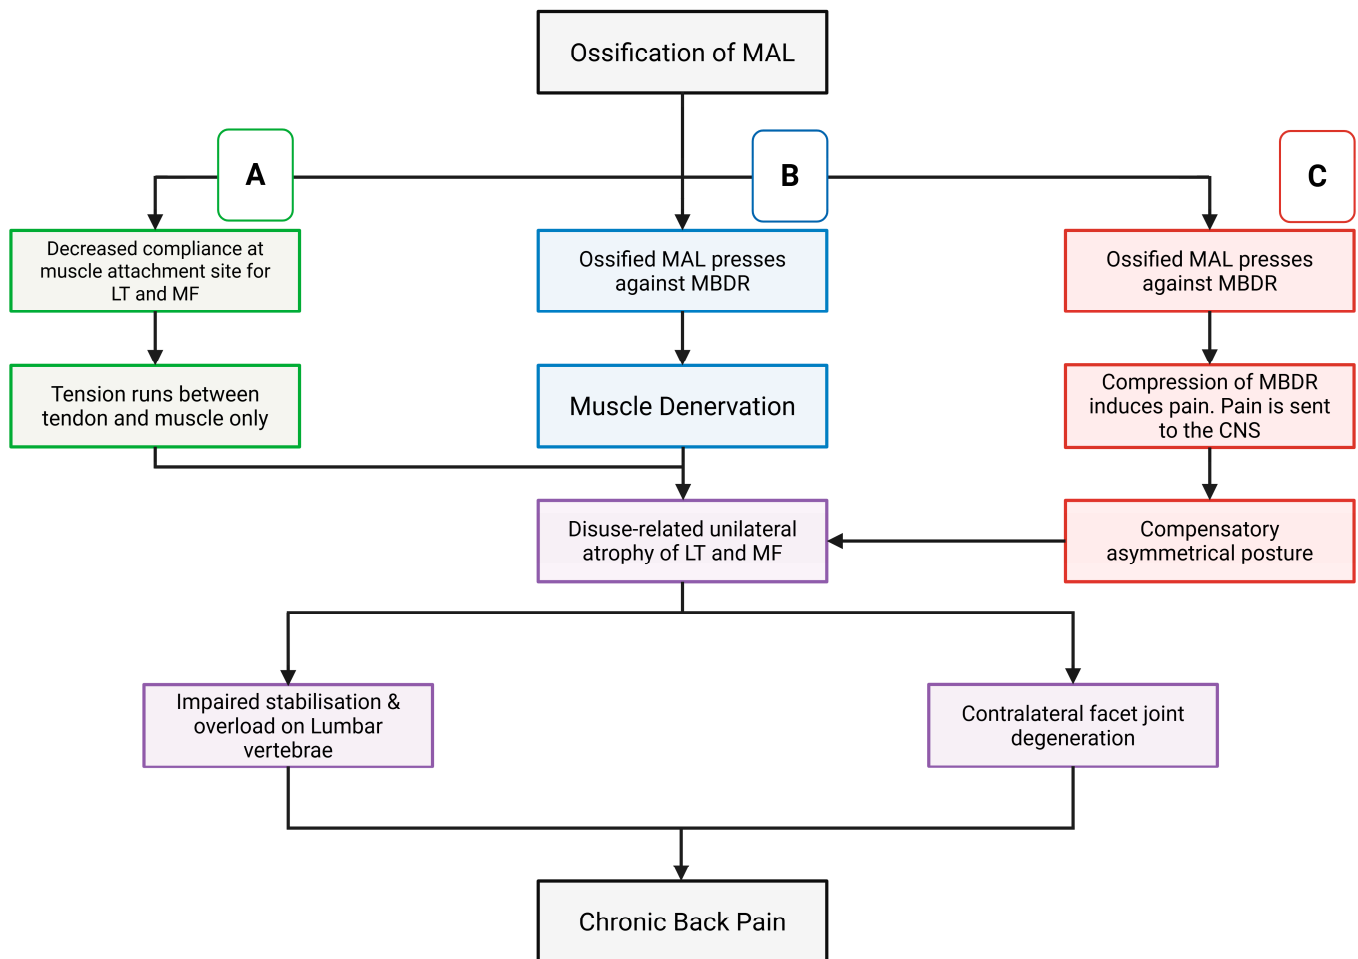 Ossification of MAL
A
B
C
Decreased compliance at
muscle attachment site for
LT and MF
Ossified MAL presses
against MBDR
Ossified MAL presses
against MBDR
Tension runs between
tendon and muscle only
Muscle Denervation
Compression of MBDR
induces pain. Pain is sent
to the CNS
Disuse-related unilateral
atrophy of LT and MF
Compensatory
asymmetrical posture
Impaired stabilisation &
overload on Lumbar
vertebrae
Contralateral facet joint
degeneration
Chronic Back Pain